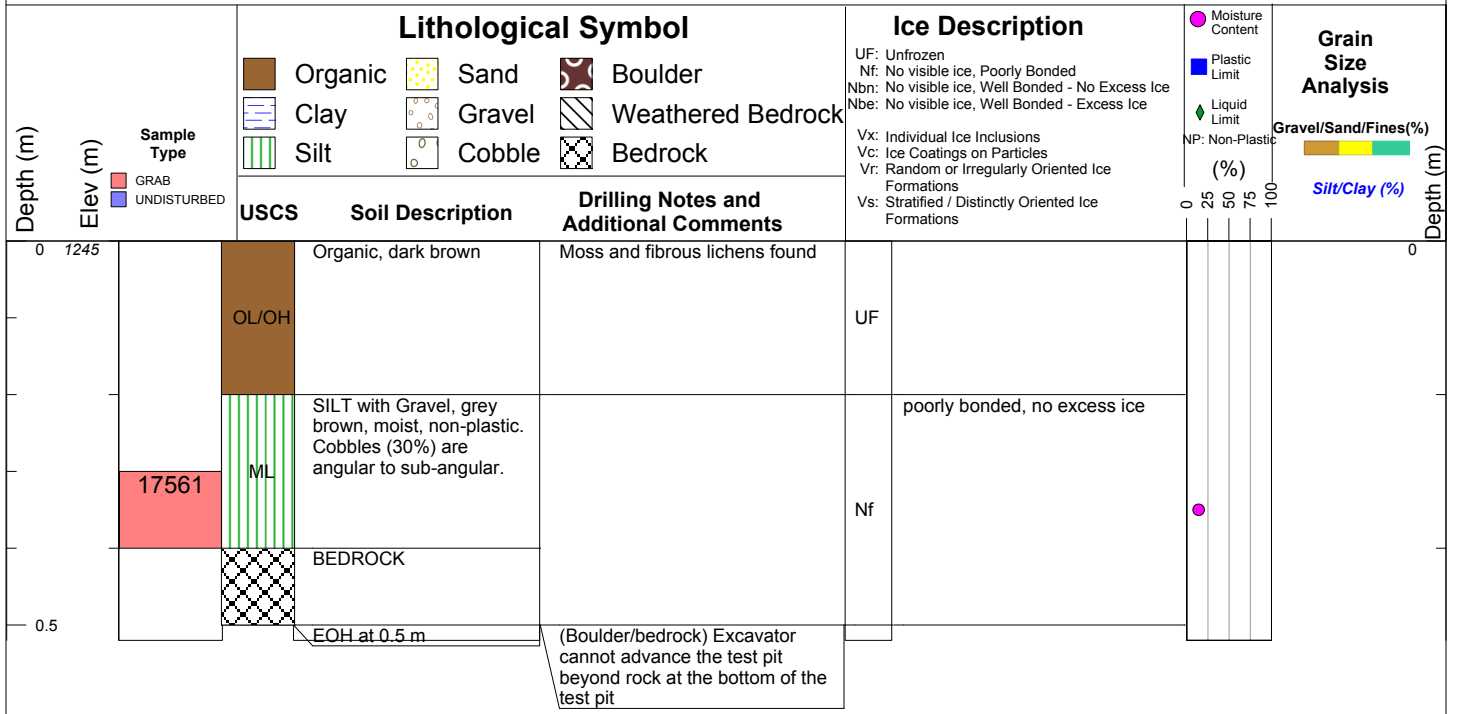 Lithological Symbol
Organic
Sand
Boulder
Clay
Gravel
Weathered Bedrock
Silt
Cobble
Bedrock
Ice Description
UF: Unfrozen
Nf: No visible ice, Poorly Bonded
Nbn: No visible ice, Well Bonded - No Excess Ice
Nbe: No visible ice, Well Bonded - Excess Ice
Vx: Individual Ice Inclusions
Vc: Ice Coatings on Particles
Vr: Random or Irregularly Oriented Ice
Formations
Vs: Stratified / Distinctly Oriented Ice
Formations
Moisture
Content
Plastic
Limit
Liquid
Limit
NP: Non-Plastic
(%)
0 25 50 75 100
Grain
Size
Analysis
Gravel/Sand/Fines(%)
Silt/Clay (%)
Depth (m)
Depth (m)
Elev (m)
Sample
Type
GRAB
UNDISTURBED
USCS
Soil Description
Drilling Notes and
Additional Comments
0 1245
Organic, dark brown
Moss and fibrous lichens found
0
OL/OH
UF
SILT with Gravel, grey
brown, moist, non-plastic.
Cobbles (30%) are
angular to sub-angular.
poorly bonded, no excess ice
17561
ML
Nf
BEDROCK
0.5
EOH at 0.5 m
(Boulder/bedrock) Excavator
cannot advance the test pit
beyond rock at the bottom of the
test pit